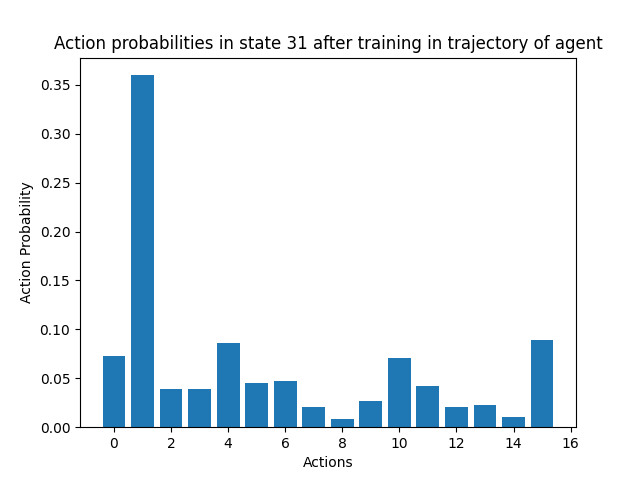 Action probabilities in state 31 after training in trajectory of agent
0.35
0.30
0.25
0.20
0.15
0.10
0.05
0.00
Action Probability
0 2 4 6 8 10 12 14 16
Actions